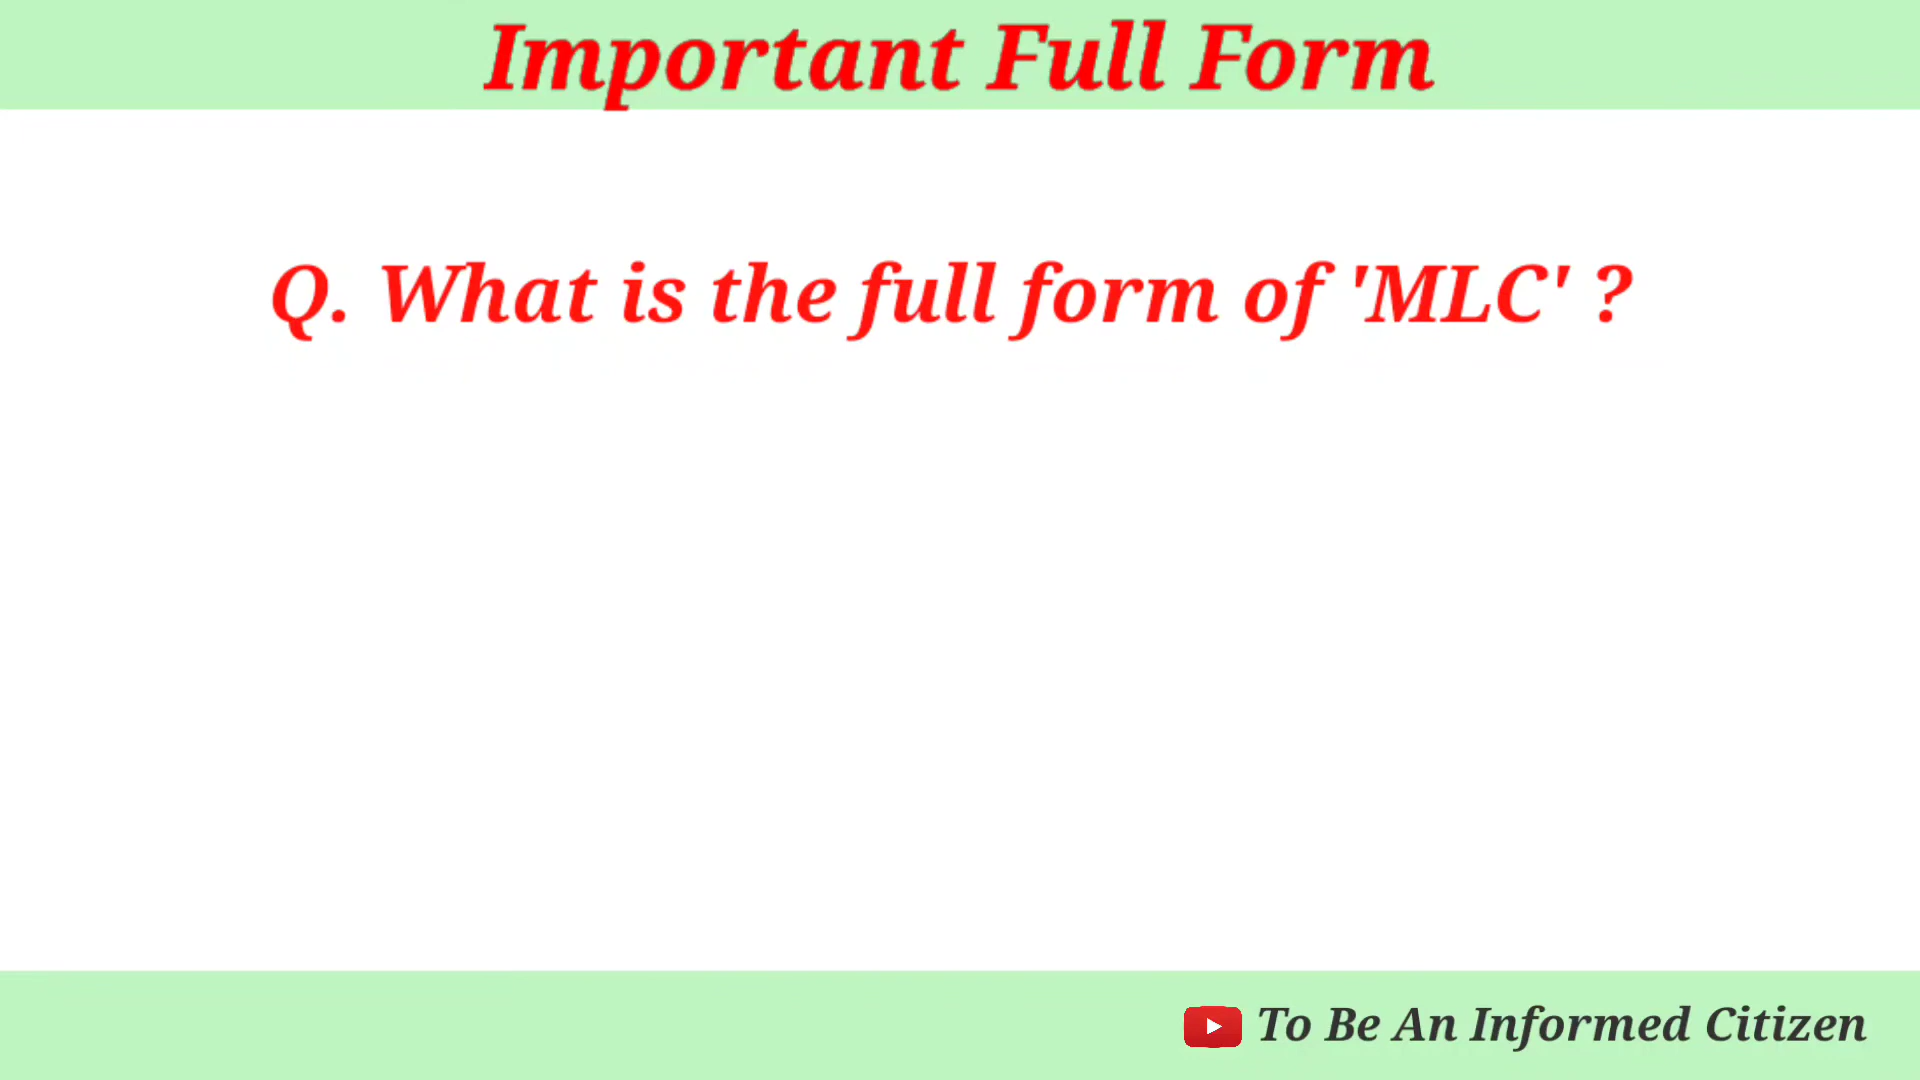 Important Full Form
Q. What is the full form of 'MLC' ?
To Be An Informed Citizen